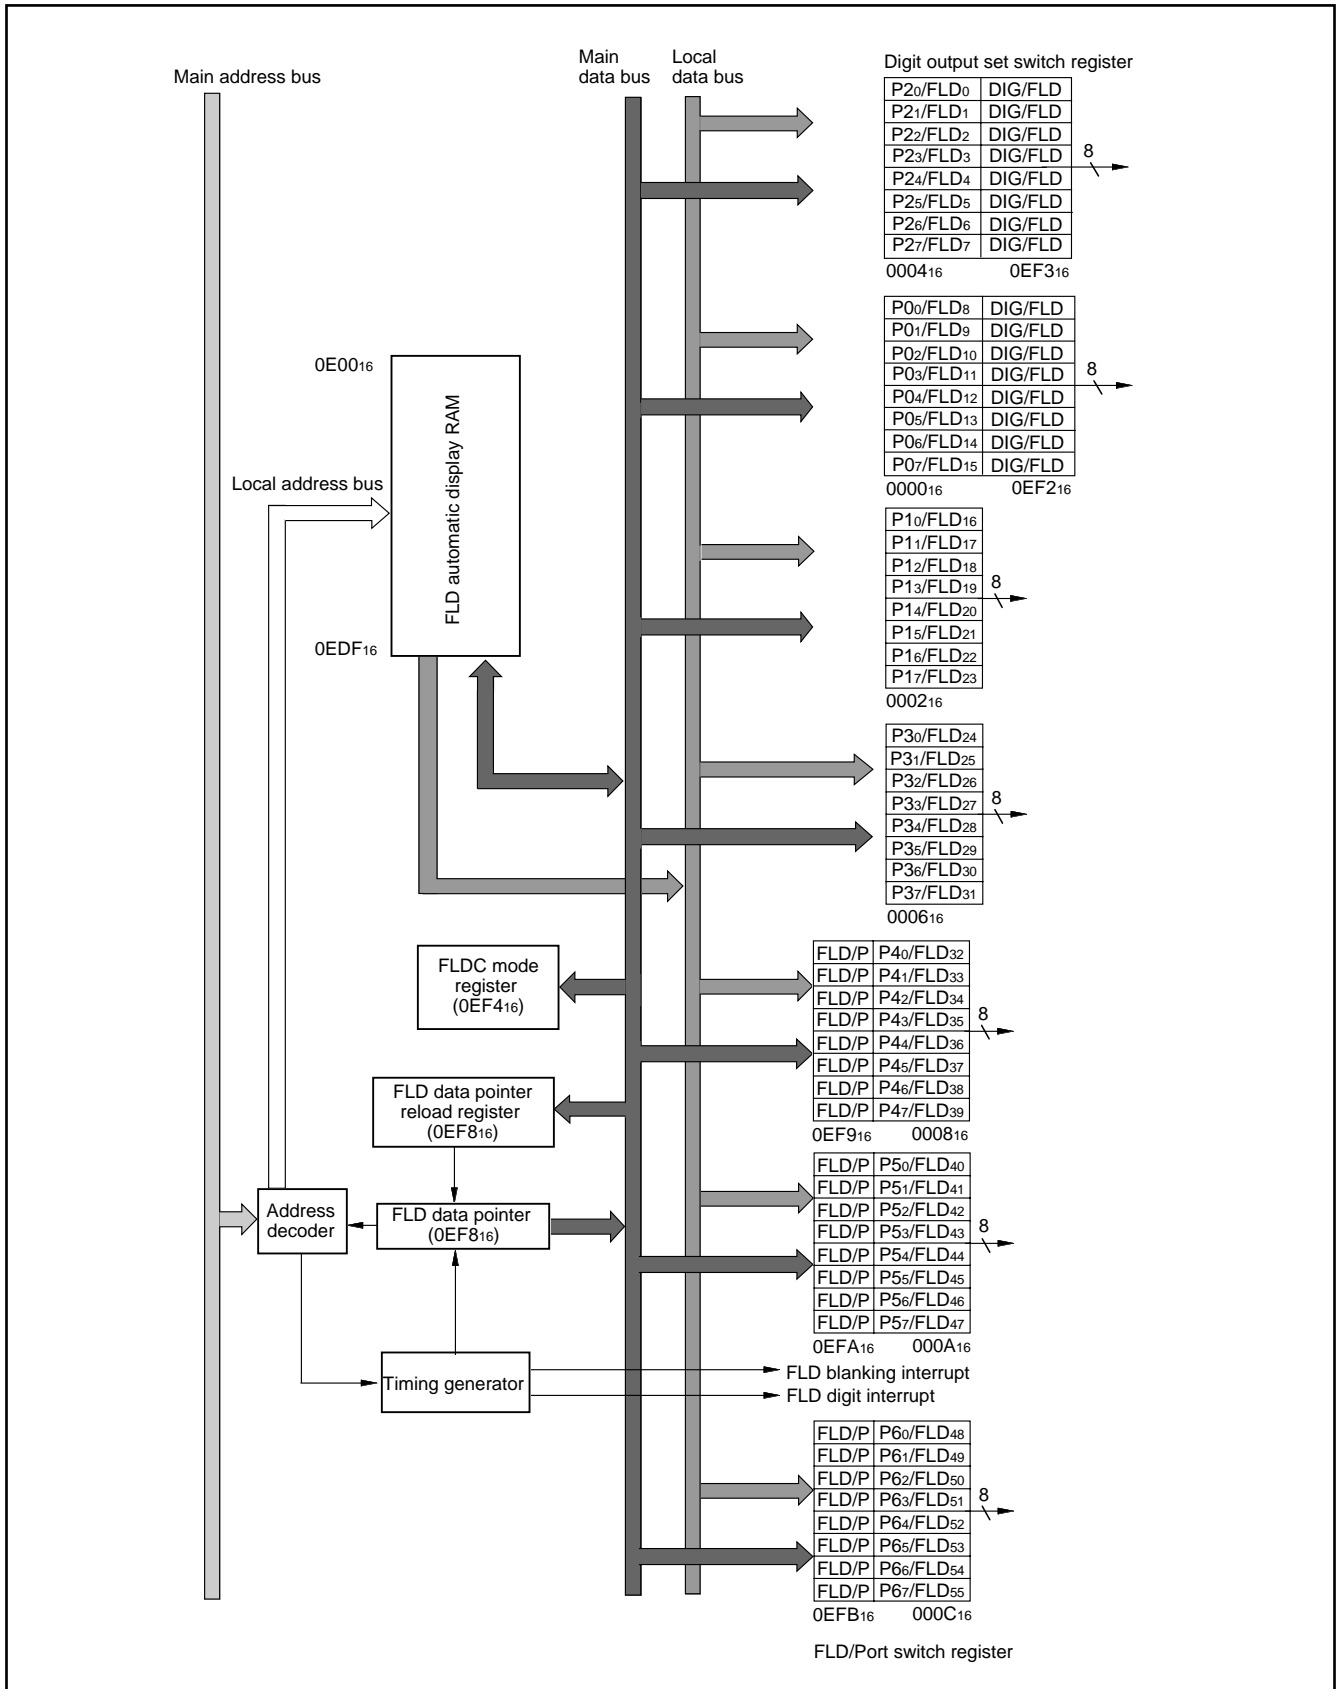 Main address bus
Main
data bus
Local
data bus
Digit output set switch register
P20/FLD0 DIG/FLD
P21/FLD1 DIG/FLD
P22/FLD2 DIG/FLD
P23/FLD3 DIG/FLD
P24/FLD4 DIG/FLD
P25/FLD5 DIG/FLD
P26/FLD6 DIG/FLD
P27/FLD7 DIG/FLD
8
000416 0EF316
P00/FLD8 DIG/FLD
P01/FLD9 DIG/FLD
P02/FLD10 DIG/FLD
P03/FLD11 DIG/FLD
P04/FLD12 DIG/FLD
P05/FLD13 DIG/FLD
P06/FLD14 DIG/FLD
P07/FLD15 DIG/FLD
8
000016 0EF216
0E0016
FLD automatic display RAM
Local address bus
0EDF16
P10/FLD16
P11/FLD17
P12/FLD18
P13/FLD19
P14/FLD20
P15/FLD21
P16/FLD22
P17/FLD23
8
000216
P30/FLD24
P31/FLD25
P32/FLD26
P33/FLD27
P34/FLD28
P35/FLD29
P36/FLD30
P37/FLD31
8
000616
FLDC mode
register
(0EF416)
FLD/P P40/FLD32
FLD/P P41/FLD33
FLD/P P42/FLD34
FLD/P P43/FLD35
FLD/P P44/FLD36
FLD/P P45/FLD37
FLD/P P46/FLD38
FLD/P P47/FLD39
8
0EF916 000816
FLD data pointer
reload register
(0EF816)
Address
decoder
FLD data pointer
(0EF816)
FLD/P P50/FLD40
FLD/P P51/FLD41
FLD/P P52/FLD42
FLD/P P53/FLD43
FLD/P P54/FLD44
FLD/P P55/FLD45
FLD/P P56/FLD46
FLD/P P57/FLD47
8
0EFA16 000A16
Timing generator
FLD blanking interrupt
FLD digit interrupt
FLD/P P60/FLD48
FLD/P P61/FLD49
FLD/P P62/FLD50
FLD/P P63/FLD51
FLD/P P64/FLD52
FLD/P P65/FLD53
FLD/P P66/FLD54
FLD/P P67/FLD55
8
0EFB16 000C16
FLD/Port switch register